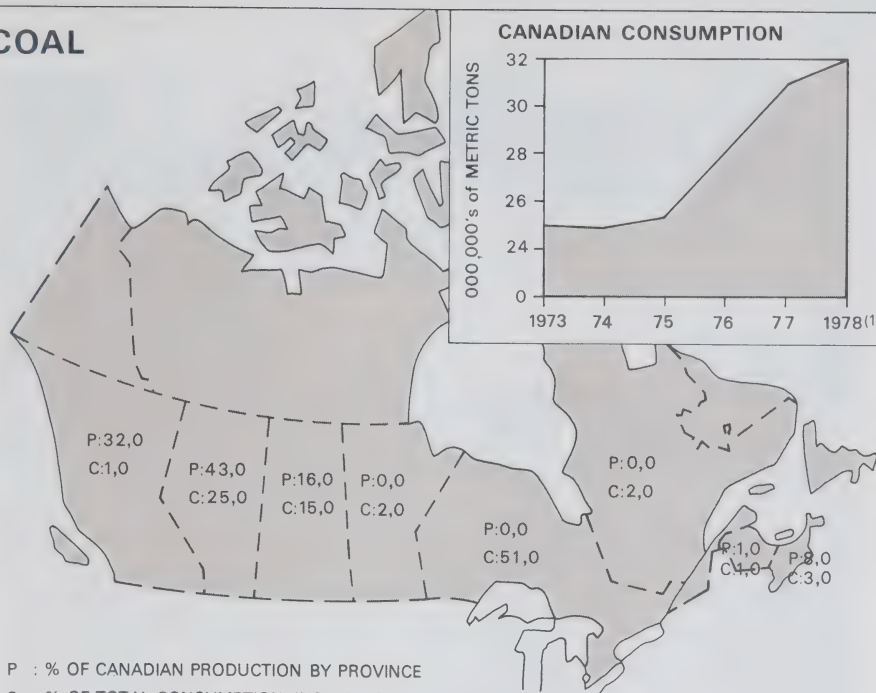 COAL
CANADIAN CONSUMPTION
000,000's of METRIC TONS
32
30
28
26
24
0
1973 74 75 76 77 1978(1
P:32,0
C:1,0
P:43,0
C:25,0
P:16,0
C:15,0
P:0,0
C:2,0
P:0,0
C:51,0
P:0,0
C:2,0
P:1,0
C:1,0
P:8,0
C:3,0
P : % OF CANADIAN PRODUCTION BY PROVINCE
% OF TOTAL CONSUMPTION